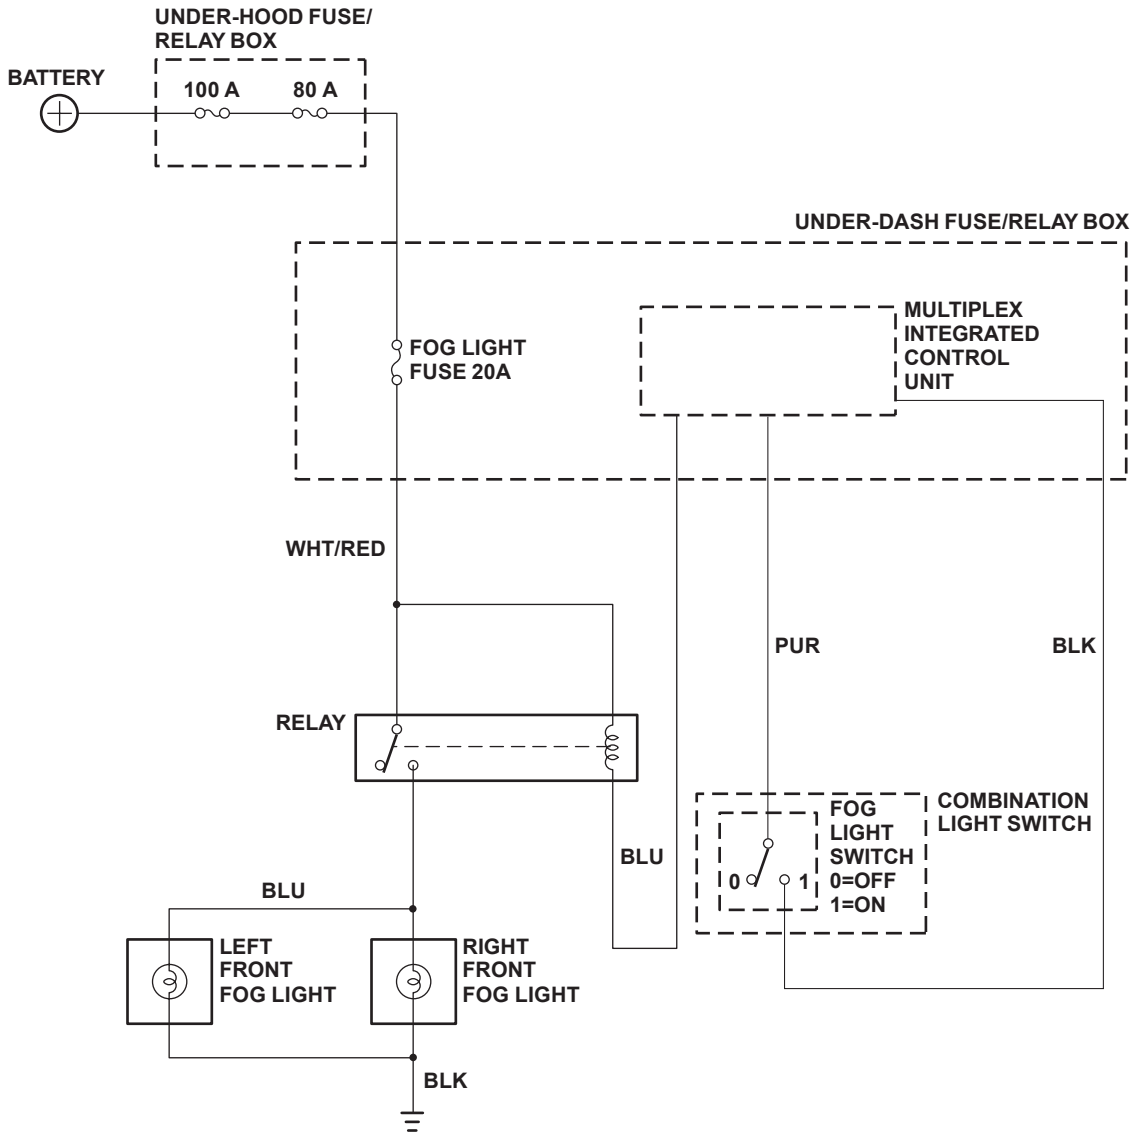 UNDER-HOOD FUSE/
RELAY BOX
BATTERY
100 A
80 A
UNDER-DASH FUSE/RELAY BOX
MULTIPLEX
INTEGRATED
CONTROL
UNIT
FOG LIGHT
FUSE 20A
WHT/RED
PUR
BLK
RELAY
COMBINATION
LIGHT SWITCH
FOG
LIGHT
SWITCH
0=OFF
1=ON
0
1
BLU
BLU
LEFT
FRONT
FOG LIGHT
RIGHT
FRONT
FOG LIGHT
BLK